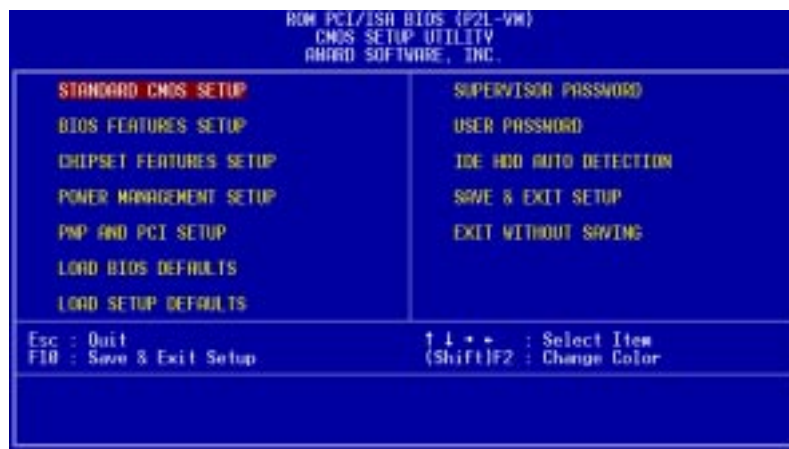 ROM PCI/ISA BIOS (P2L-VM)
CMOS SETUP UTILITY
AWARD SOFTWARE, INC.
STANDARD CMOS SETUP
BIOS FEATURES SETUP
CHIPSET FEATURES SETUP
POWER MANAGEMENT SETUP
PNP AND PCI SETUP
LOAD BIOS DEFAULTS
LOAD SETUP DEFAULTS
SUPERVISOR PASSWORD
USER PASSWORD
IDE HDD AUTO DETECTION
SAVE & EXIT SETUP
EXIT WITHOUT SAVING
Esc : Quit
F10 : Save & Exit Setup
↑ ↓ → ← : Select Item
(Shift)F2 : Change Color